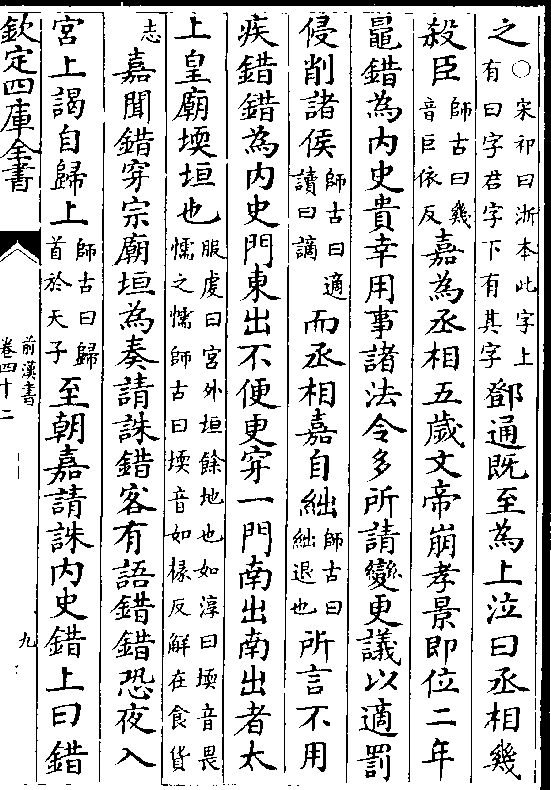 之○宋祁曰浙本此字上有曰字君字下有其字鄧通既至為上泣曰丞相幾
殺臣師古曰幾音巨依反嘉為丞相五歲文帝崩孝景即位二年
鼂錯為内史貴幸用事諸法令多所請變更議以適罰
侵削諸侯師古曰適讀曰謫而丞相嘉自絀師古曰絀退也所言不用
疾錯錯為内史門東出不便更穿一門南出南出者太
上皇廟堧垣也服虔曰宮外垣餘地也如淳曰堧音畏懦之懦師古曰堧音如椽反解在食貨
志嘉聞錯穿宗廟垣為奏請誅錯客有語錯錯恐夜入
宮上謁自歸上師古曰歸首於天子至朝嘉請誅内史錯上曰錯
欽定四庫全書
前漢書
卷四十二
九